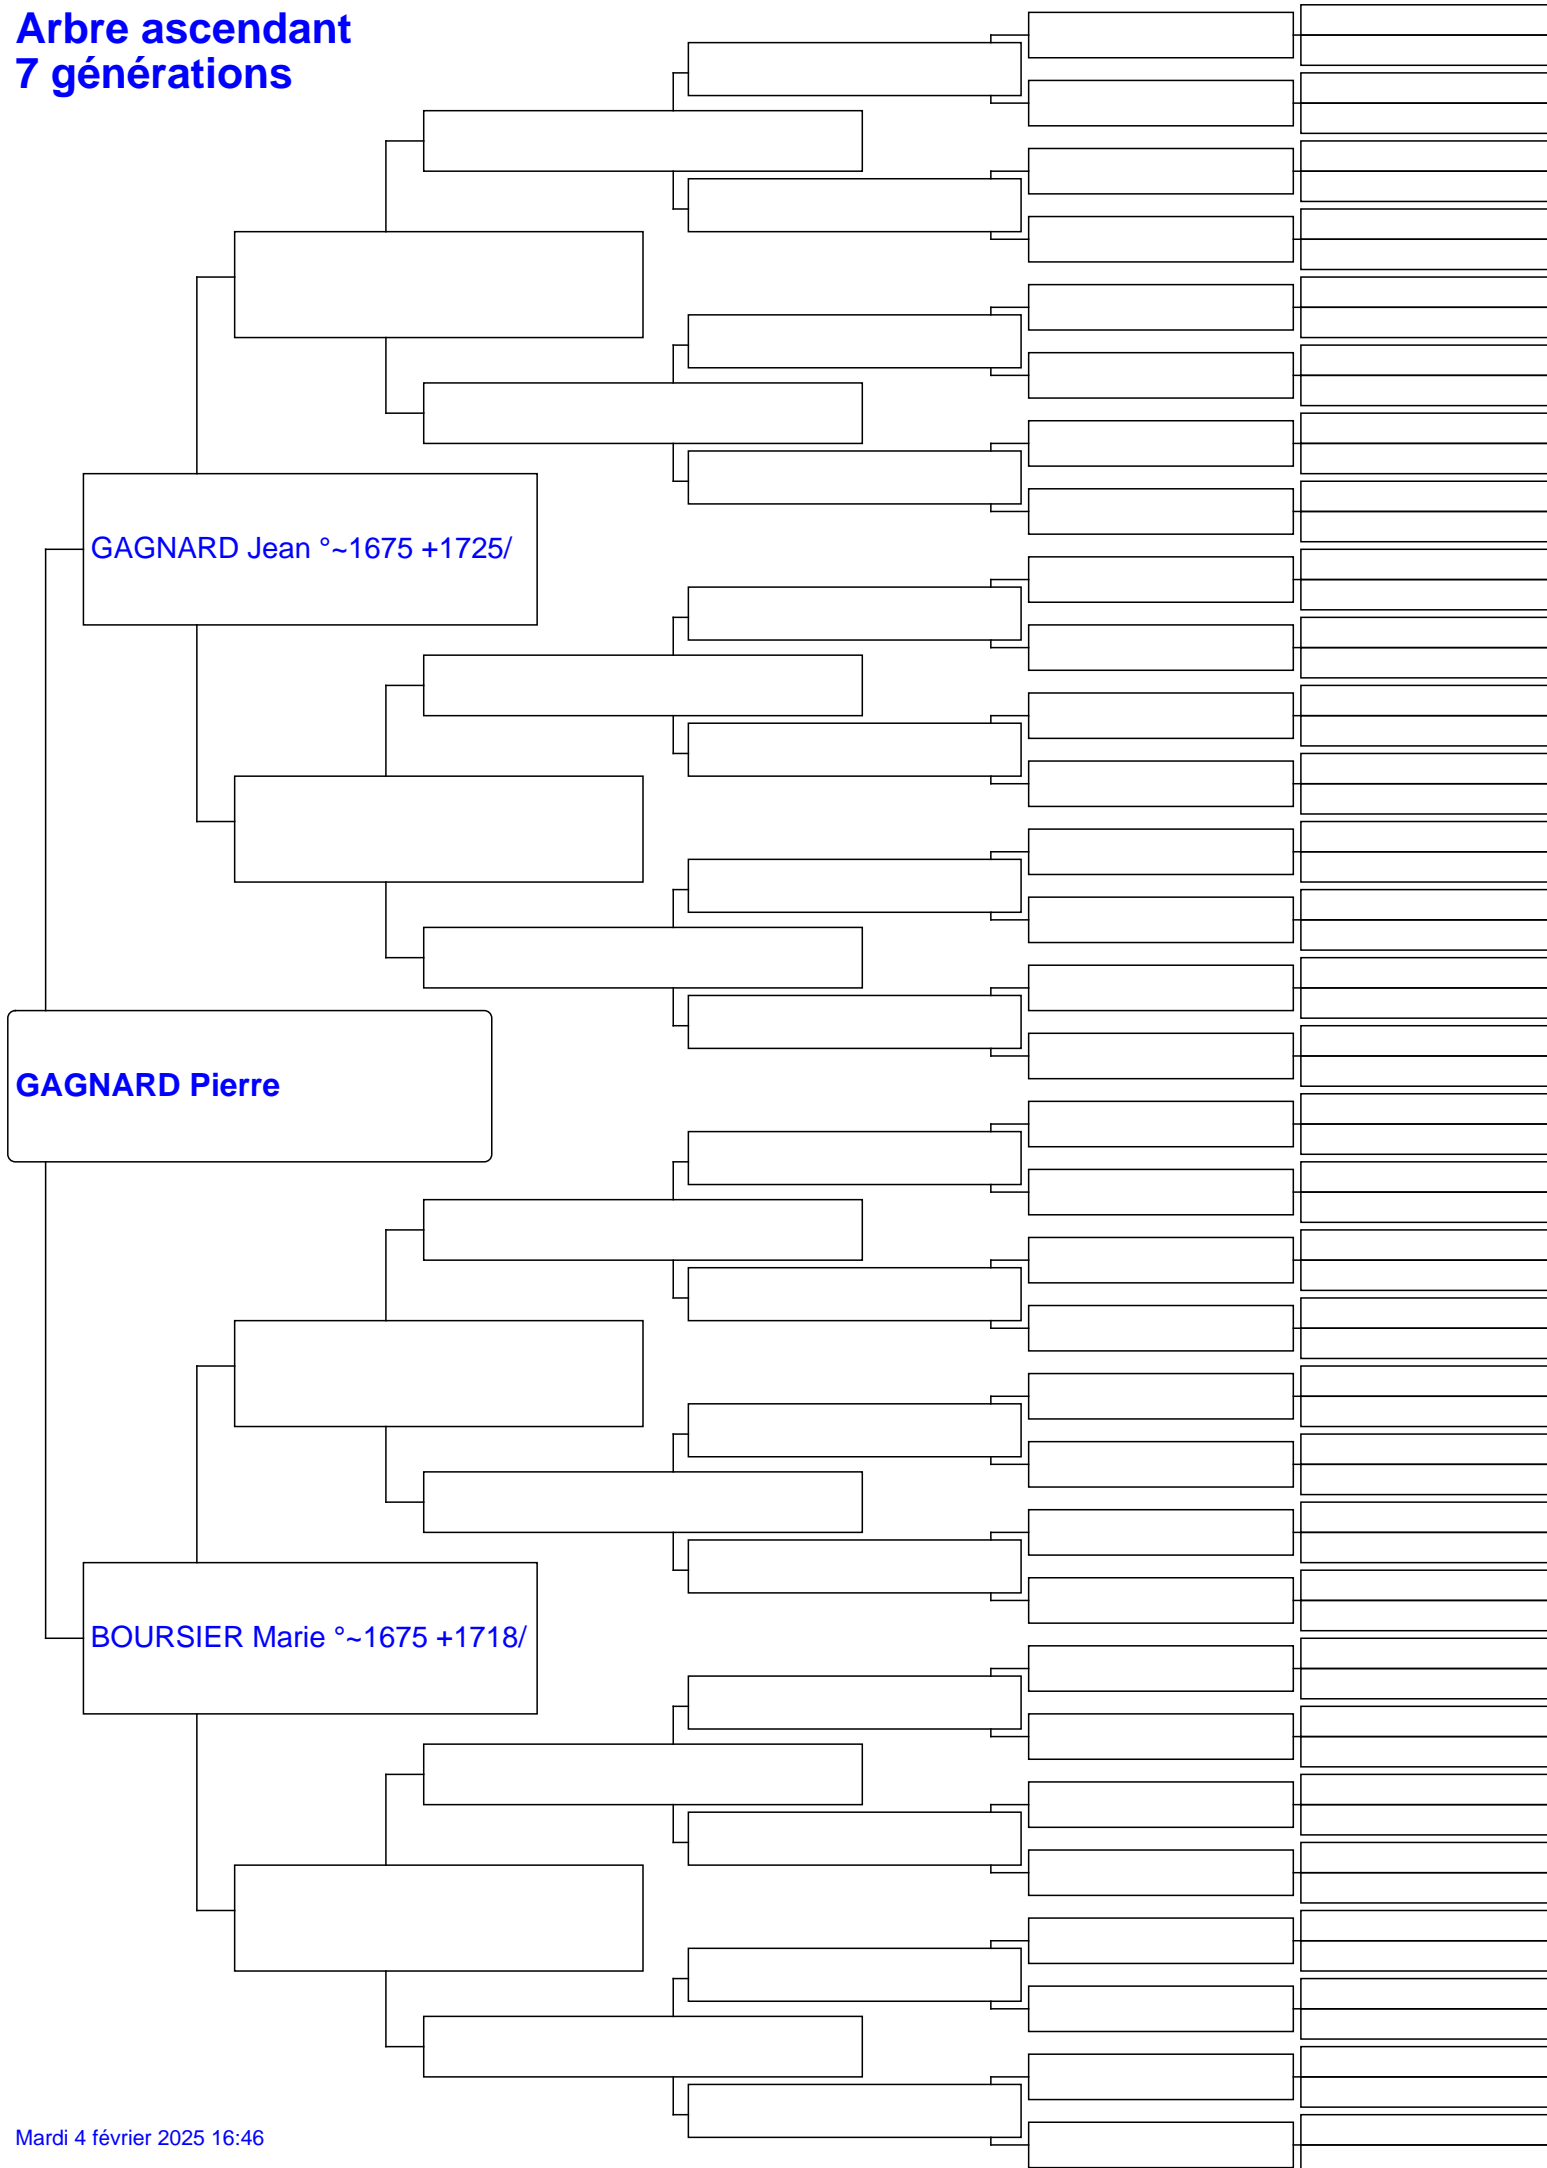 Arbre ascendant
7 générations
GAGNARD Jean °~1675 +1725/
GAGNARD Pierre
BOURSIER Marie °~1675 +1718/
Mardi 4 février 2025 16:46